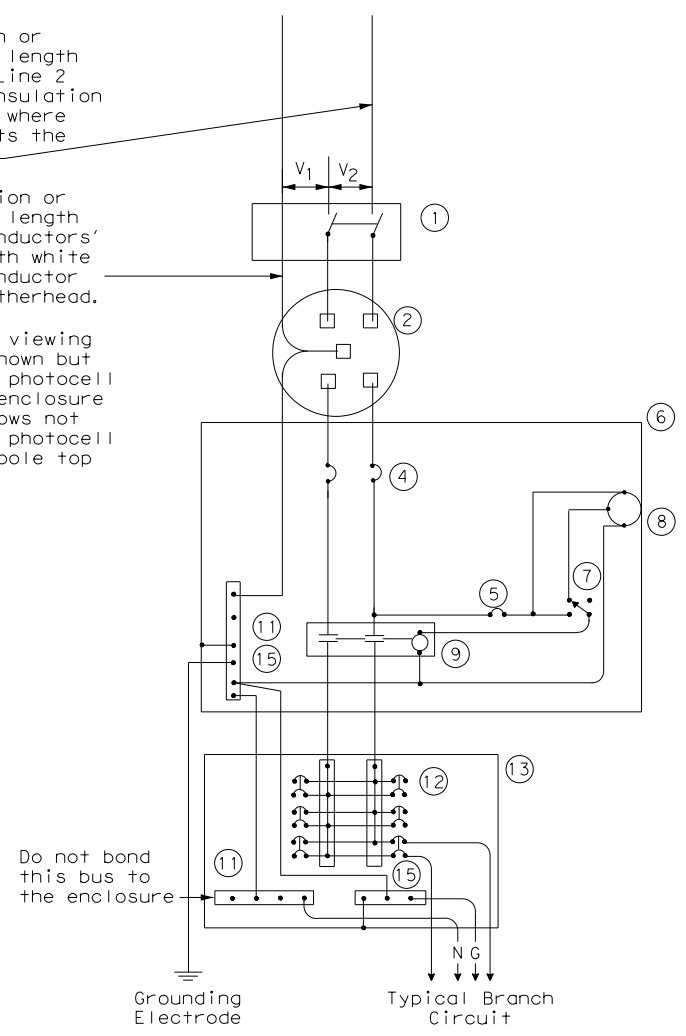 n or
length
Line 2
nsulation
where
ts the
V1
V2
ion or
length
nductors'
th white
nductor
therhead.
1
2
viewing
nown but
photocell
enclosure
ows not
photocell
pole top
6
4
8
7
5
11
9
15
13
12
Do not bond
this bus to
the enclosure
11
15
N G
Grounding
Electrode
Typical Branch
Circuit